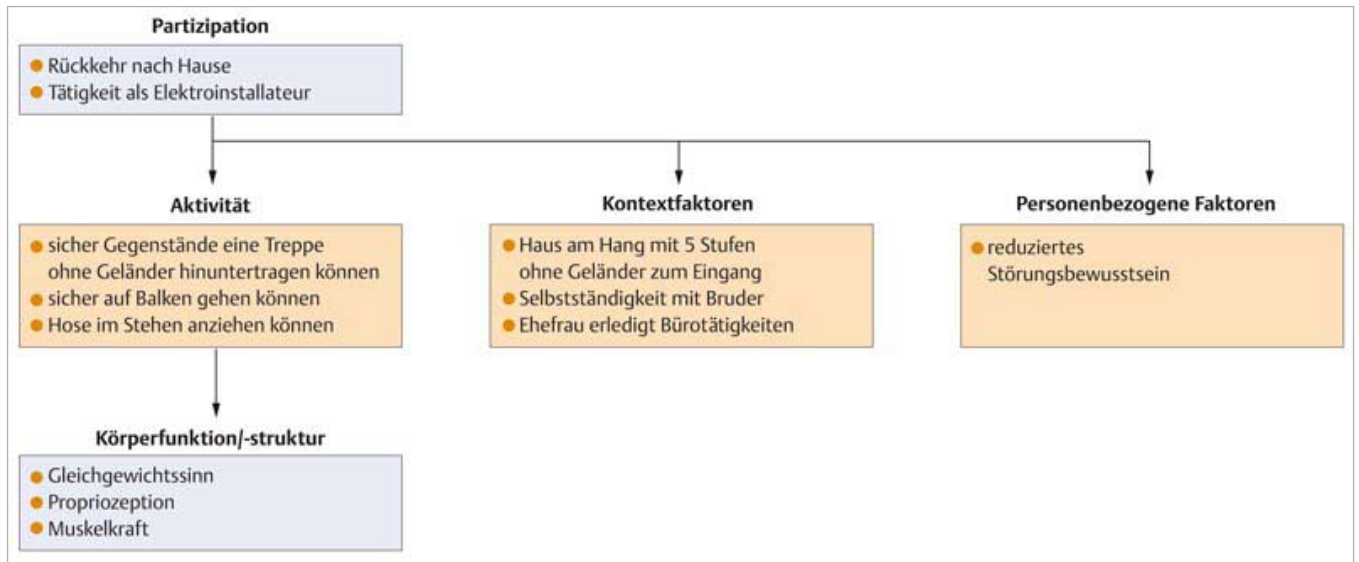 Partizipation
● Rückkehr nach Hause
● Tätigkeit als Elektroinstallateur
Aktivität
● sicher Gegenstände eine Treppe
ohne Geländer hinuntertragen können
● sicher auf Balken gehen können
● Hose im Stehen anziehen können
Kontextfaktoren
● Haus am Hang mit 5 Stufen
ohne Geländer zum Eingang
● Selbstständigkeit mit Bruder
● Ehefrau erledigt Bürotätigkeiten
Personenbezogene Faktoren
● reduziertes
Störungsbewusstsein
Körperfunktion/-struktur
● Gleichgewichtssinn
● Propriozeption
● Muskelkraft